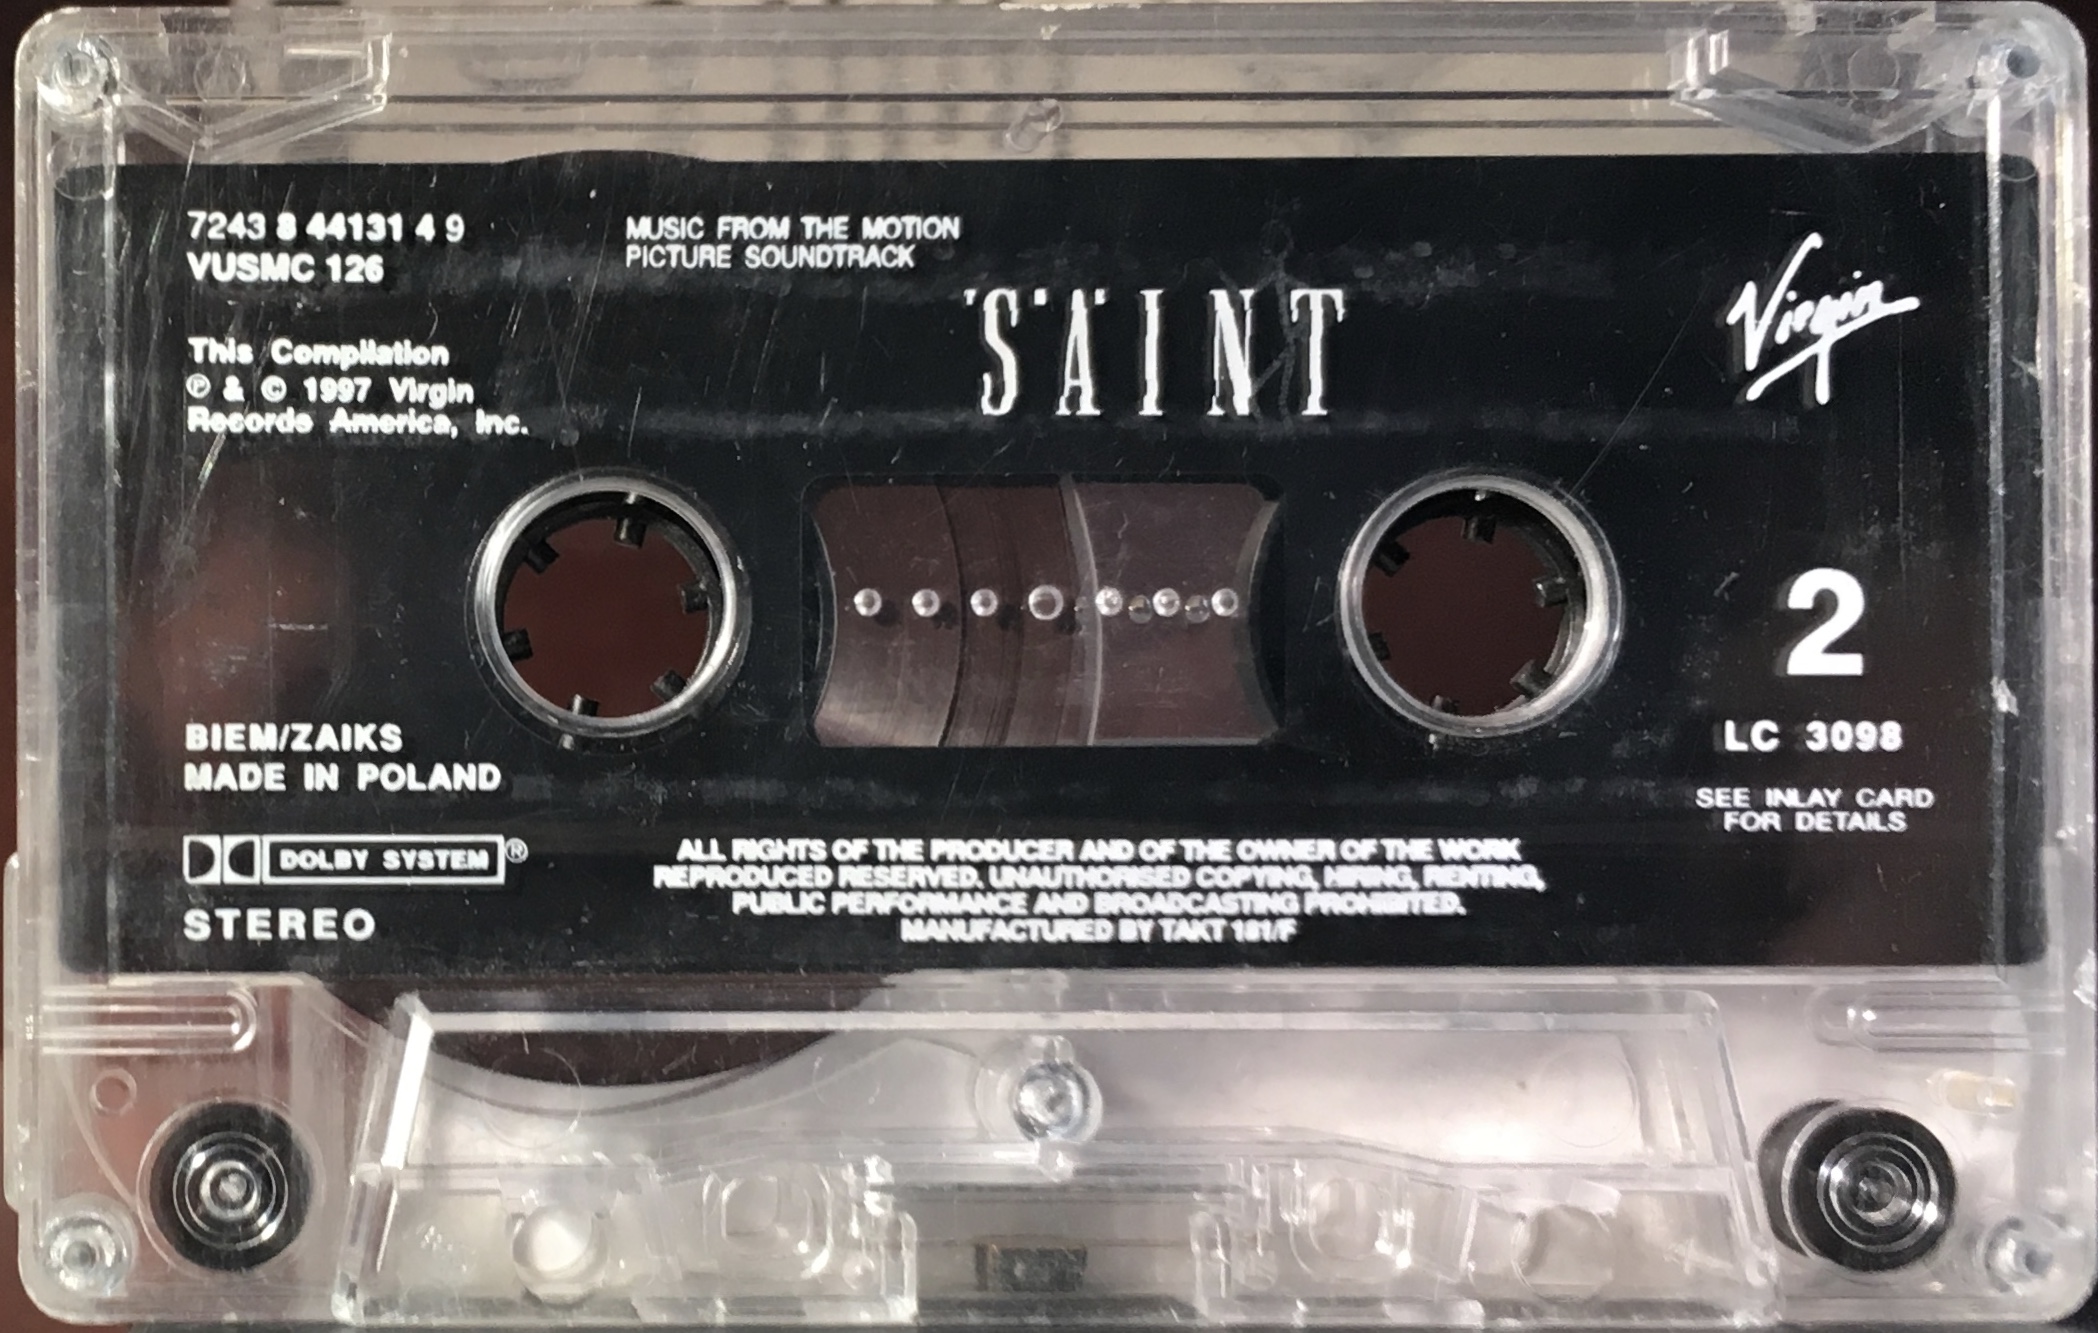 7243 8 44131 4 9
VUSMC 126
MUSIC FROM THE MOTION
PICTURE SOUNDTRACK
SAINT
Virgin
This Compilation
℗ & © 1997 Virgin
Records America, Inc.
2
LC 3098
SEE INLAY CARD
FOR DETAILS
BIEM/ZAIKS
MADE IN POLAND
DOLBY SYSTEM®
STEREO
ALL RIGHTS OF THE PRODUCER AND OF THE OWNER OF THE WORK
REPRODUCED RESERVED. UNAUTHORISED COPYING, HIRING, RENTING,
PUBLIC PERFORMANCE AND BROADCASTING PROHIBITED.
MANUFACTURED BY TAKT 181/F